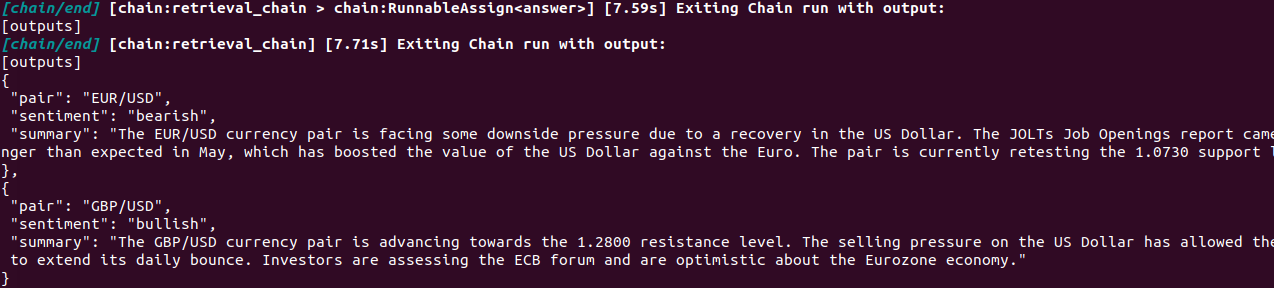 [chain/end] [chain:retrieval_chain > chain:RunnableAssign<answer>] [7.59s] Exiting Chain run with output:
[outputs]
[chain/end] [chain:retrieval_chain] [7.71s] Exiting Chain run with output:
[outputs]
{
 "pair": "EUR/USD",
 "sentiment": "bearish",
 "summary": "The EUR/USD currency pair is facing some downside pressure due to a recovery in the US Dollar. The JOLTs Job Openings report came
nger than expected in May, which has boosted the value of the US Dollar against the Euro. The pair is currently retesting the 1.0730 support
},
{
 "pair": "GBP/USD",
 "sentiment": "bullish",
 "summary": "The GBP/USD currency pair is advancing towards the 1.2800 resistance level. The selling pressure on the US Dollar has allowed the
 to extend its daily bounce. Investors are assessing the ECB forum and are optimistic about the Eurozone economy."
}